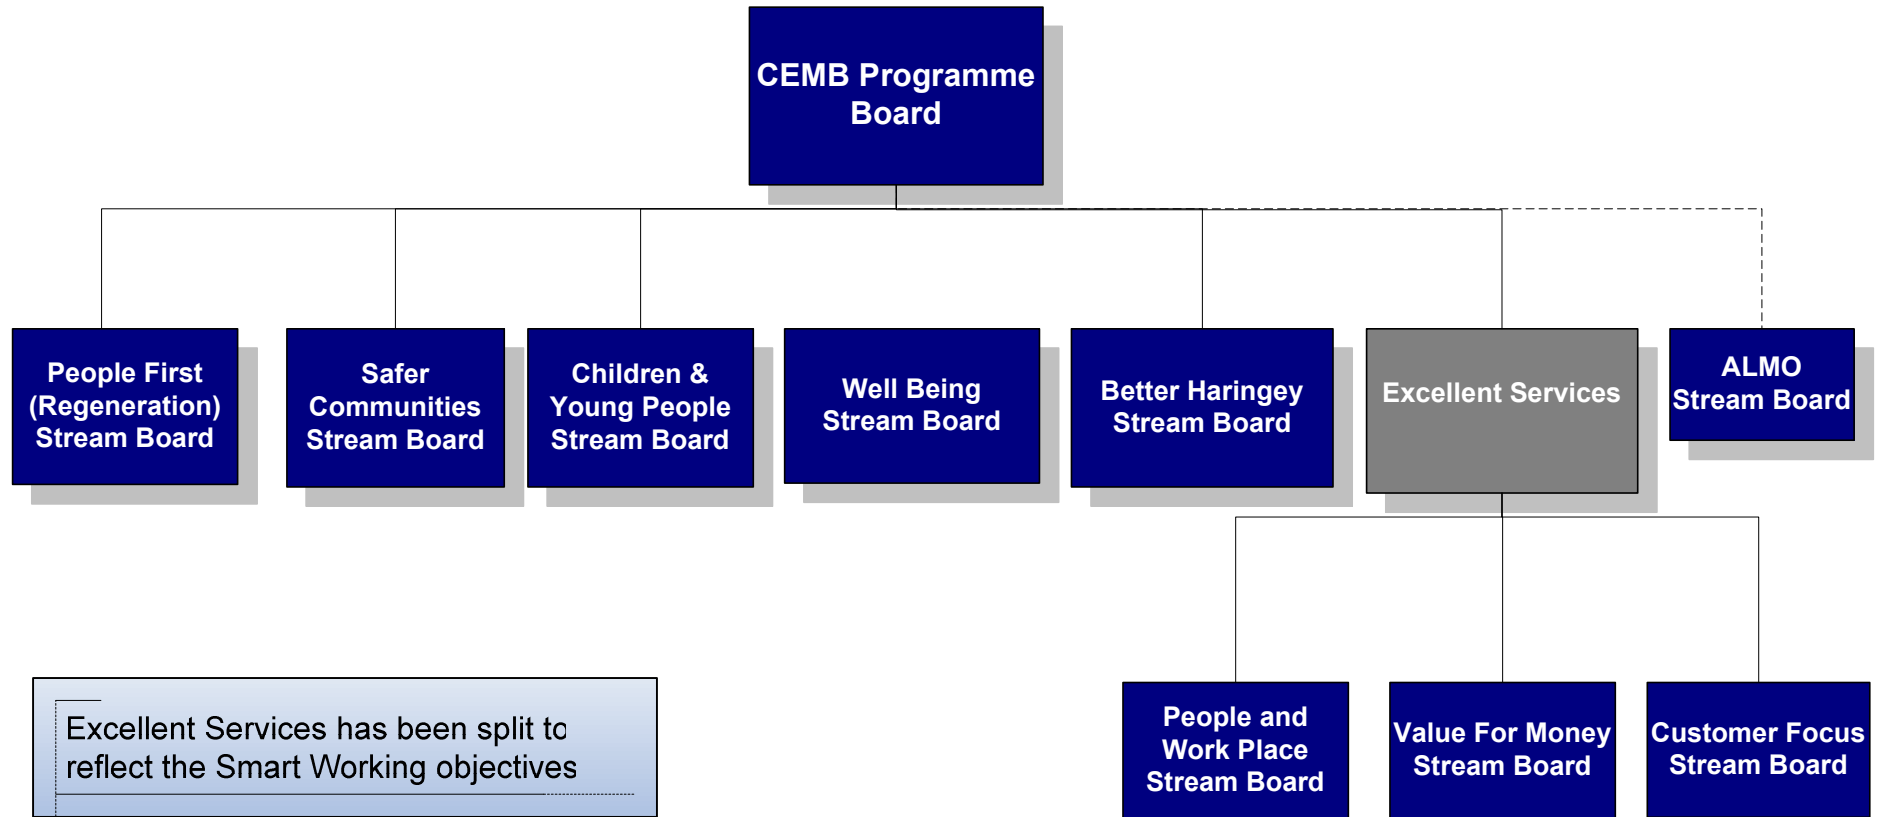 CEMB Programme
Board
People First
(Regeneration)
Stream Board
Safer
Communities
Stream Board
Children &
Young People
Stream Board
Well Being
Stream Board
Better Haringey
Stream Board
Excellent Services
ALMO
Stream Board
People and
Work Place
Stream Board
Value For Money
Stream Board
Customer Focus
Stream Board
Excellent Services has been split to
reflect the Smart Working objectives